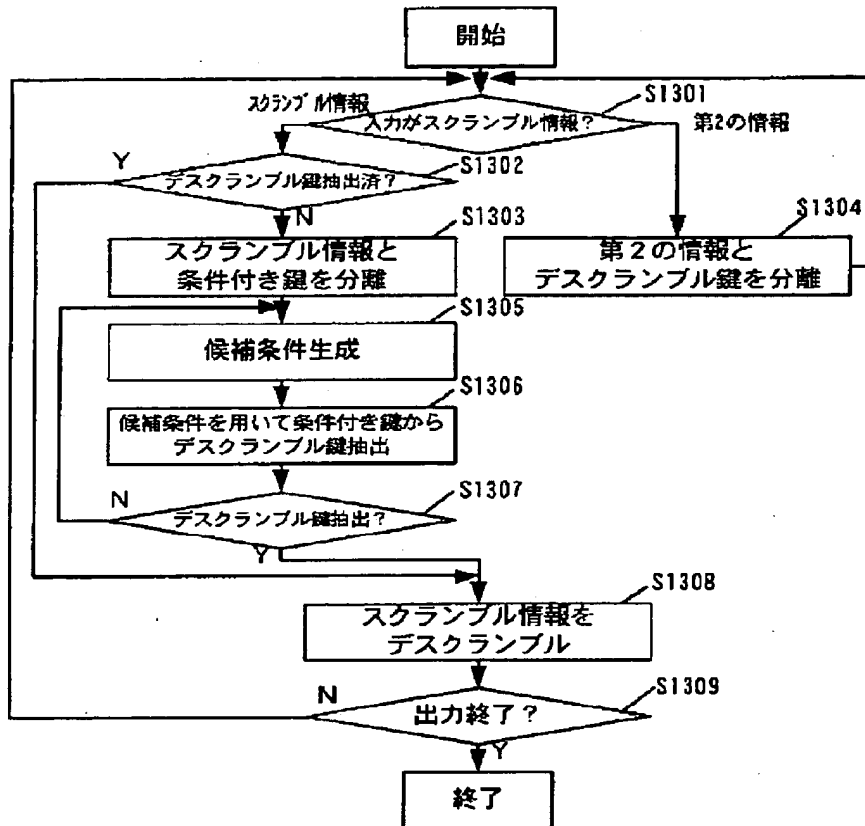 開始
S1301
スクランブル情報
入力がスクランブル情報？
第2の情報
Y
S1302
デスクランブル鍵抽出済？
N
S1303
S1304
スクランブル情報と
条件付き鍵を分離
第２の情報と
デスクランブル鍵を分離
S1305
候補条件生成
S1306
候補条件を用いて条件付き鍵から
デスクランブル鍵抽出
N
S1307
デスクランブル鍵抽出？
Y
S1308
スクランブル情報を
デスクランブル
N
S1309
出力終了？
Y
終了